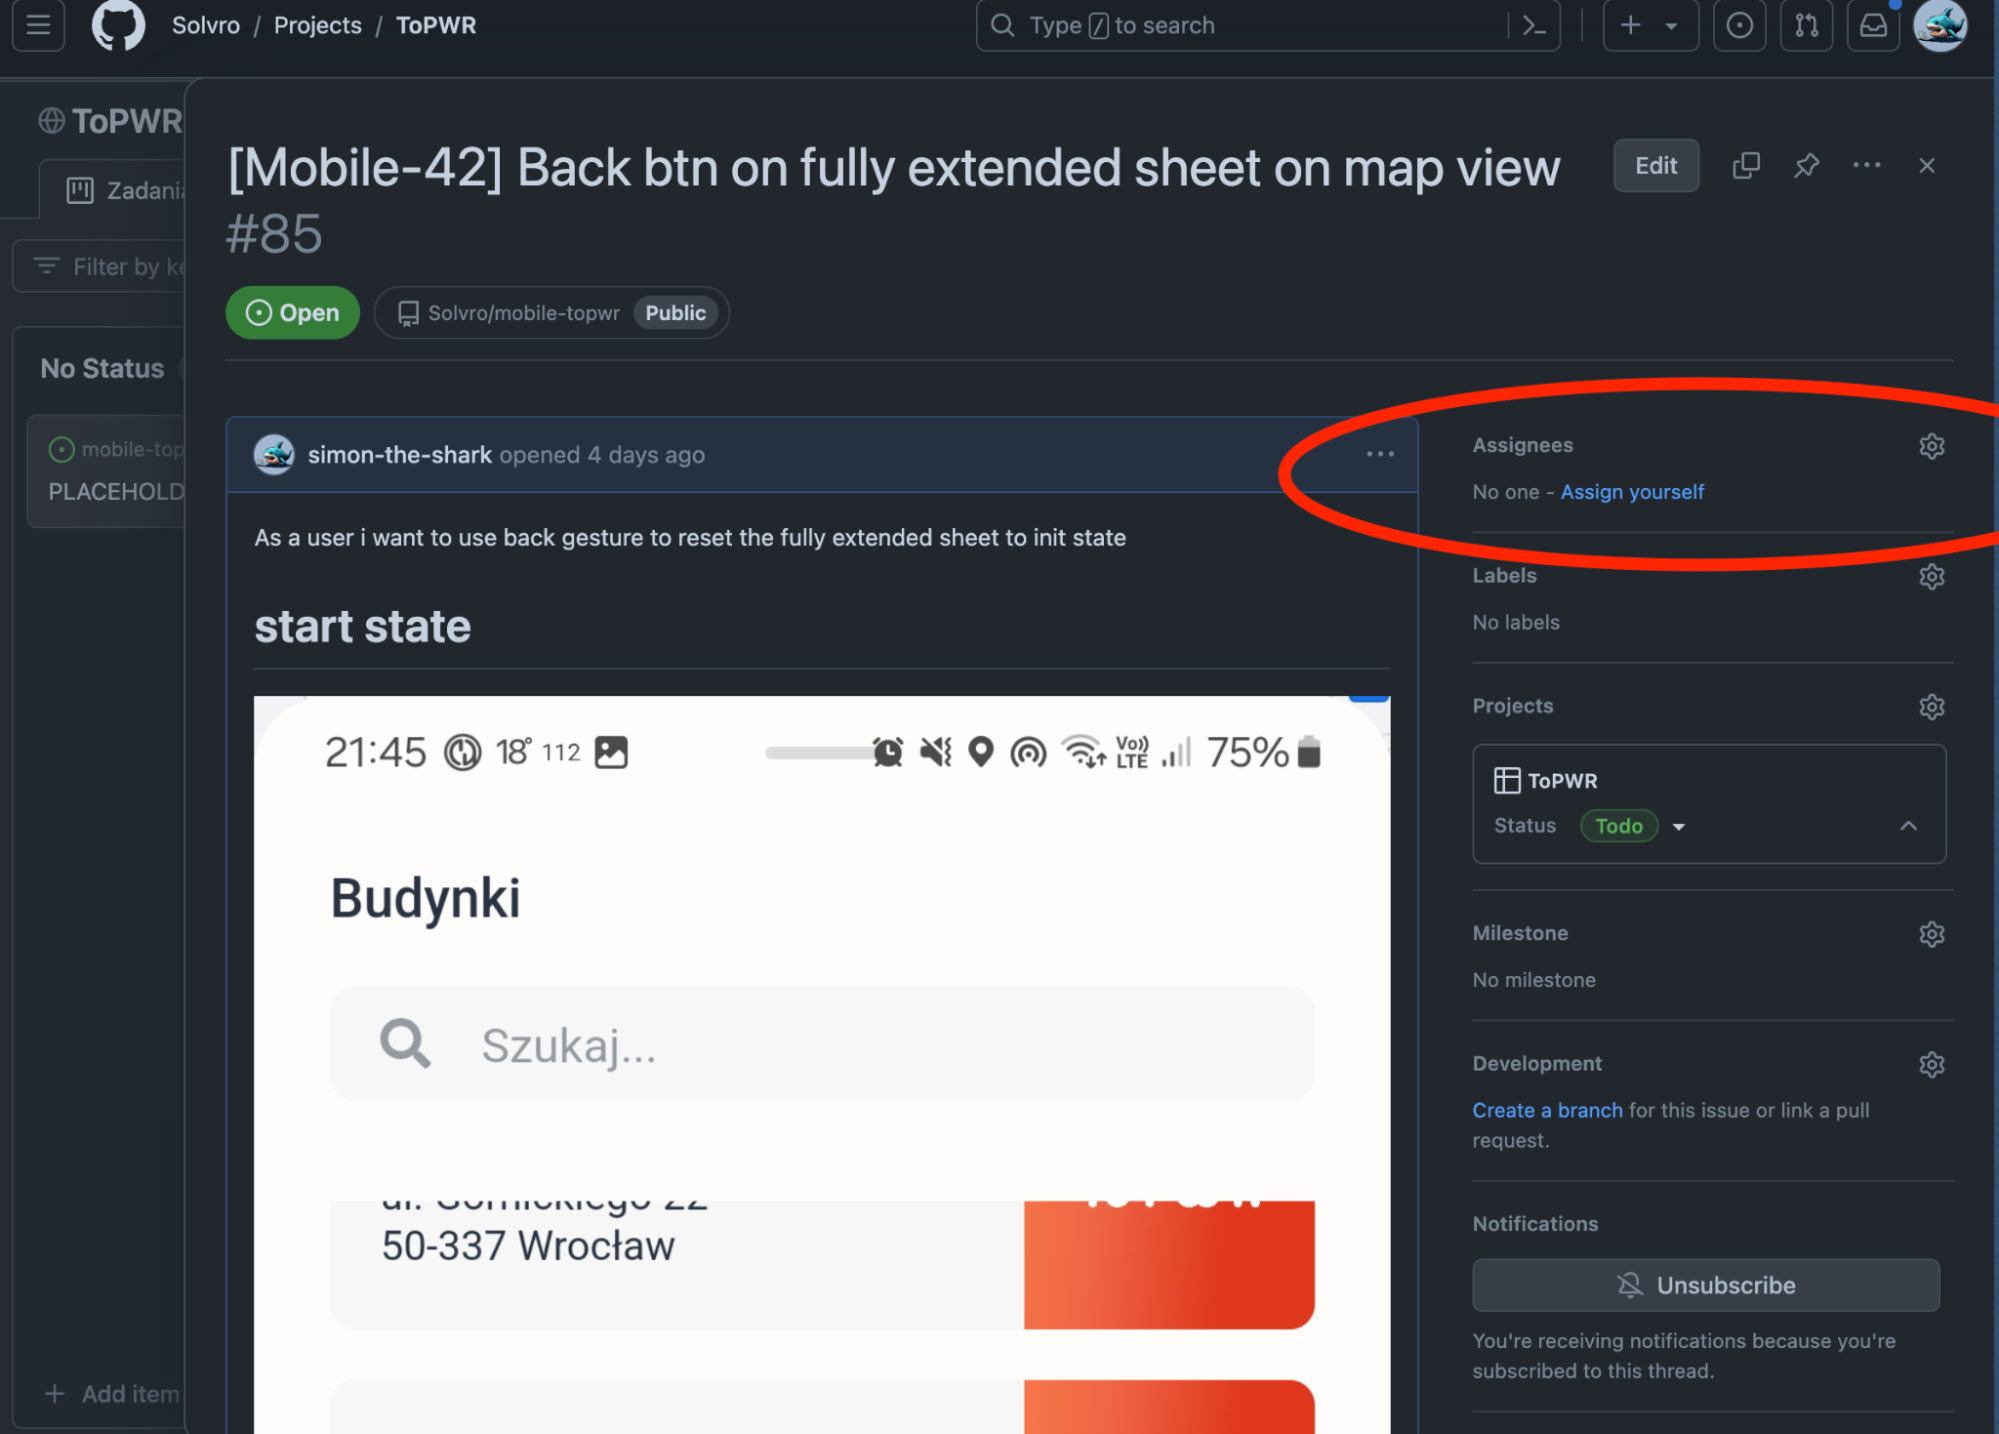 Solvro / Projects / ToPWR
Type / to search
ToPWR
Zadania
Filter by ke
No Status
mobile-top
PLACEHOLD
Add item
[Mobile-42] Back btn on fully extended sheet on map view
#85
Edit
Open
Solvro/mobile-topwr Public
simon-the-shark opened 4 days ago
As a user i want to use back gesture to reset the fully extended sheet to init state
start state
21:45 18° 112 Vo)) LTE 75%
Budynki
Szukaj...
50-337 Wrocław
Assignees
No one - Assign yourself
Labels
No labels
Projects
ToPWR
Status Todo
Milestone
No milestone
Development
Create a branch for this issue or link a pull
request.
Notifications
Unsubscribe
You're receiving notifications because you're
subscribed to this thread.